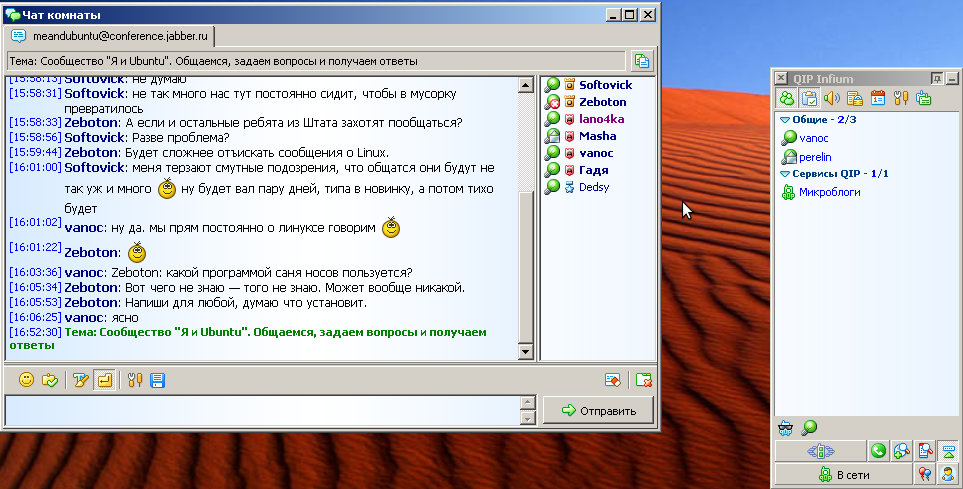 Чат комнаты
meandubuntu@conference.jabber.ru
Тема: Сообщество "Я и Ubuntu". Общаемся, задаем вопросы и получаем ответы
[15:58:13] Softovick: не думаю
[15:58:31] Softovick: не так много нас тут постоянно сидит, чтобы в мусорку
превратилось
[15:58:33] Zeboton: А если и остальные ребята из Штата захотят пообщаться?
[15:58:56] Softovick: Разве проблема?
[15:59:44] Zeboton: Будет сложнее отъискать сообщения о Linux.
[16:01:00] Softovick: меня терзают смутные подозрения, что общатся они будут не
так уж и много ну будет вал пару дней, типа в новинку, а потом тихо
будет
[16:01:02] vanoc: ну да. мы прям постоянно о линуксе говорим
[16:01:22] Zeboton:
[16:03:36] vanoc: Zeboton: какой программой саня носов пользуется?
[16:05:34] Zeboton: Вот чего не знаю — того не знаю. Может вообще никакой.
[16:05:53] Zeboton: Напиши для любой, думаю что установит.
[16:06:25] vanoc: ясно
[16:52:30] Тема: Сообщество "Я и Ubuntu". Общаемся, задаем вопросы и получаем
ответы
Softovick
Zeboton
lano4ka
Masha
vanoc
Гадя
Dedsy
Отправить
QIP Infium
Общие - 2/3
vanoc
perelin
Сервисы QIP - 1/1
Микроблоги
В сети